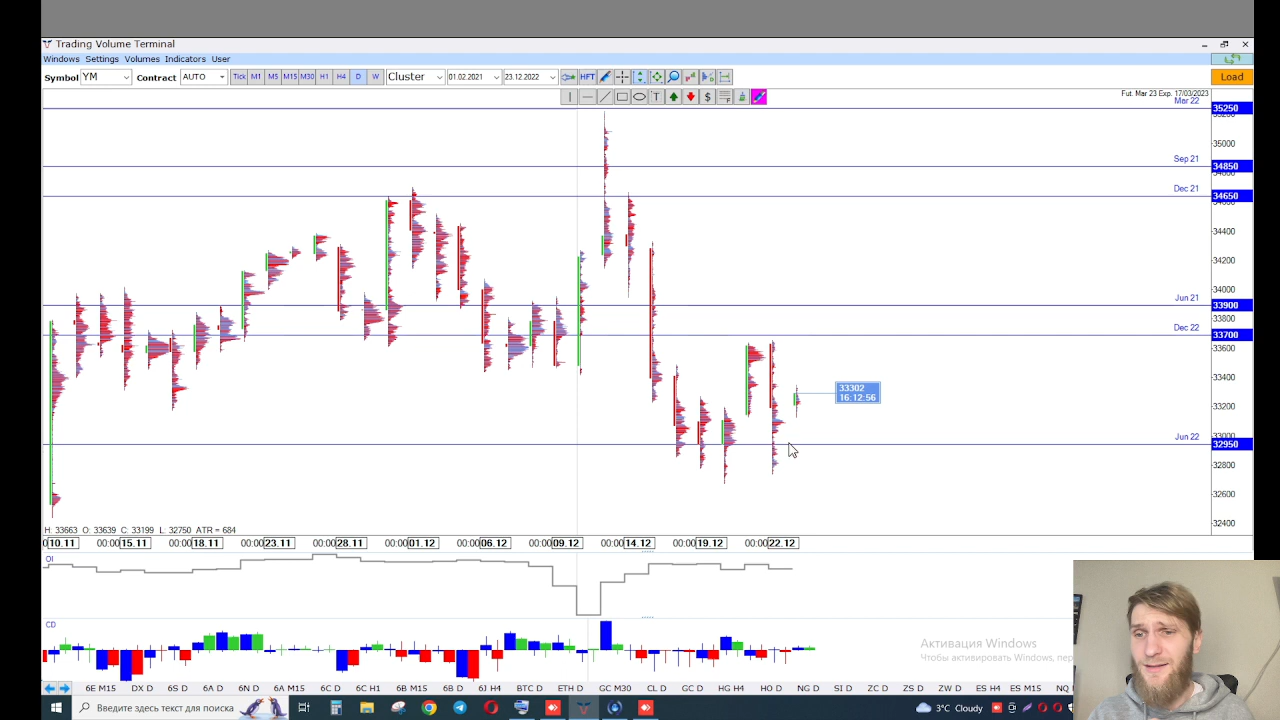 Trading Volume Terminal
Windows Settings Volumes Indicators User
Symbol YM Contract AUTO Tick M1 M5 M15 M30 H1 H4 D W Cluster 01.02.2021 23.12.2022 HFT Load
T $
Fut. Mar 23 Exp. 17/03/2023
Mar 22 35250
35000
Sep 21 34850
Dec 21 34650
34400
34200
34000
Jun 21 33900
33800
Dec 22 33700
33600
33400
33302
16:12:56
33200
33000
Jun 22 32950
32800
32600
32400
H: 33663 O: 33639 C: 33199 L: 32750 ATR = 684
10.11 00:00 15.11 00:00 18.11 00:00 23.11 00:00 28.11 00:00 01.12 00:00 06.12 00:00 09.12 00:00 14.12 00:00 19.12 00:00 22.12
OI
CD
Активация Windows
Чтобы активировать Windows, пер
6E M15 DX D 6S D 6A D 6N D 6A M15 6C D 6C H1 6B M15 6B D 6J H4 BTC D ETH D GC M30 CL D GC D HG H4 HO D SI D ZC D ZS D ZW D ES H4 ES M15 NQ
Введите здесь текст для поиска 3°C Cloudy